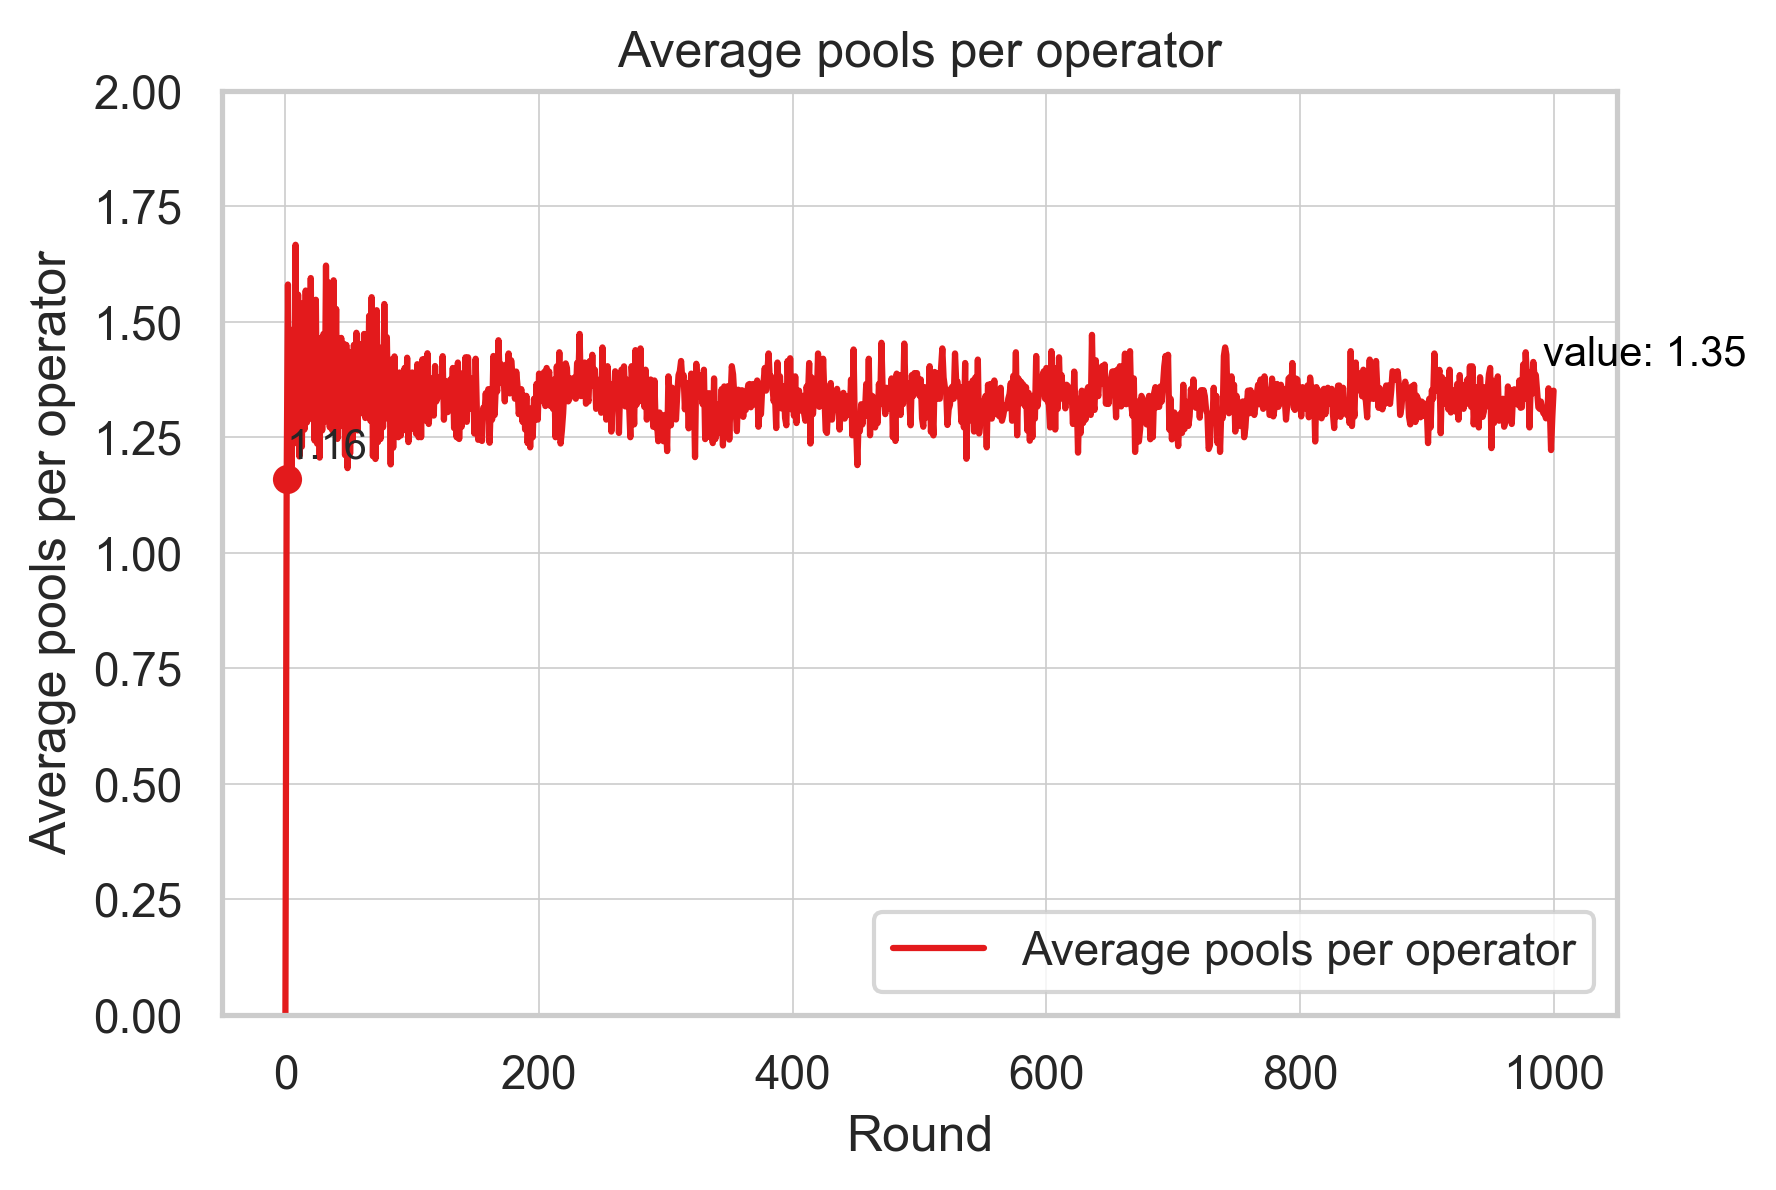 Average pools per operator
Average pools per operator
2.00
1.75
1.50
1.25
1.00
0.75
0.50
0.25
0.00
1.16
value: 1.35
Average pools per operator
0 200 400 600 800 1000
Round